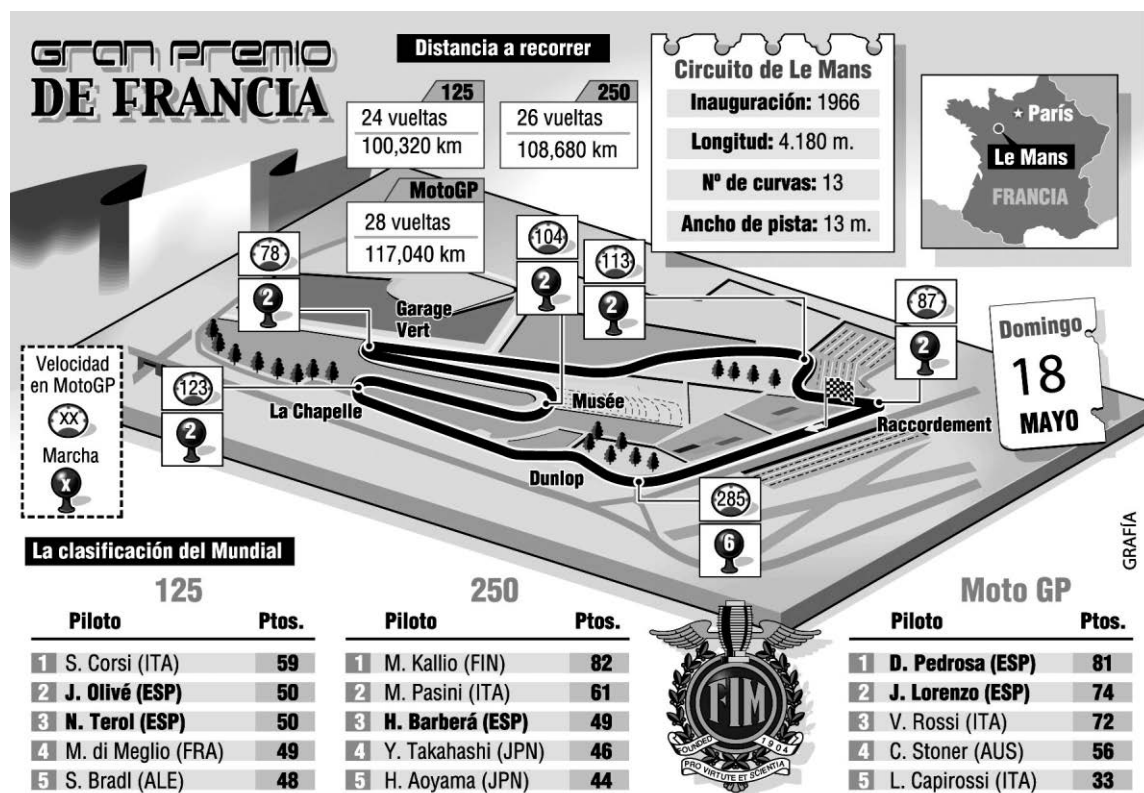 GRAN PREMIO
DE FRANCIA
Distancia a recorrer
125
24 vueltas
100,320 km
250
26 vueltas
108,680 km
MotoGP
28 vueltas
117,040 km
Circuito de Le Mans
Inauguración: 1966
Longitud: 4.180 m.
Nº de curvas: 13
Ancho de pista: 13 m.
París
Le Mans
FRANCIA
Domingo
18
MAYO
Velocidad
en MotoGP
XX
Marcha
X
78
2
Garage
Vert
104
2
113
2
87
2
123
2
La Chapelle
Musée
Raccordement
Dunlop
285
6
GRAFÍA
La clasificación del Mundial
125
Piloto Ptos.
1 S. Corsi (ITA) 59
2 J. Olivé (ESP) 50
3 N. Terol (ESP) 50
4 M. di Meglio (FRA) 49
5 S. Bradl (ALE) 48
250
Piloto Ptos.
1 M. Kallio (FIN) 82
2 M. Pasini (ITA) 61
3 H. Barberá (ESP) 49
4 Y. Takahashi (JPN) 46
5 H. Aoyama (JPN) 44
FIM
FOUNDED 1904
PRO VIRTUTE ET SCIENTIA
Moto GP
Piloto Ptos.
1 D. Pedrosa (ESP) 81
2 J. Lorenzo (ESP) 74
3 V. Rossi (ITA) 72
4 C. Stoner (AUS) 56
5 L. Capirossi (ITA) 33